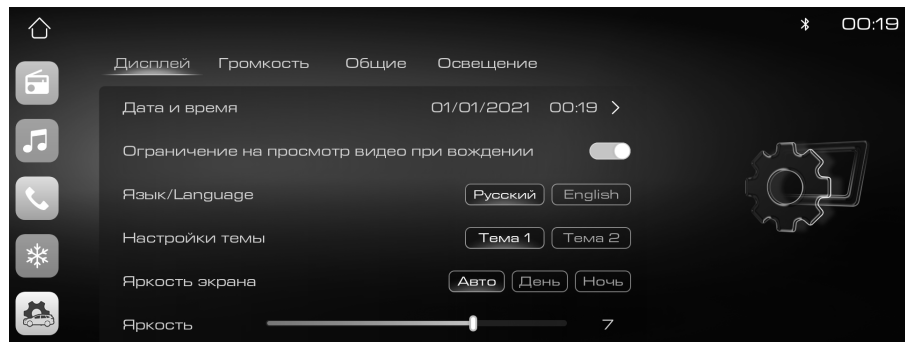 00:19
Дисплей Громкость Общие Освещение
Дата и время 01/01/2021 00:19
Ограничение на просмотр видео при вождении
Язык/Language Русский English
Настройки темы Тема 1 Тема 2
Яркость экрана Авто День Ночь
Яркость 7